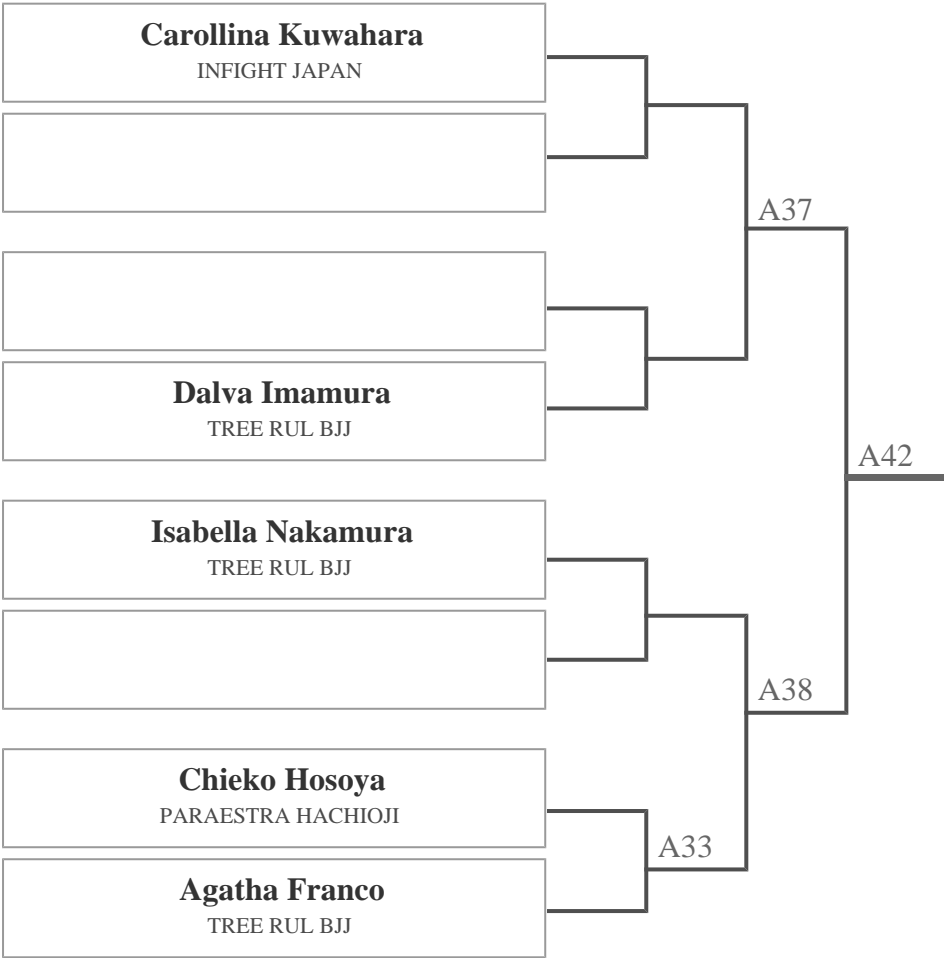 Carollina Kuwahara
INFIGHT JAPAN
A37
Dalva Imamura
TREE RUL BJJ
A42
Isabella Nakamura
TREE RUL BJJ
A38
Chieko Hosoya
PARAESTRA HACHIOJI
A33
Agatha Franco
TREE RUL BJJ